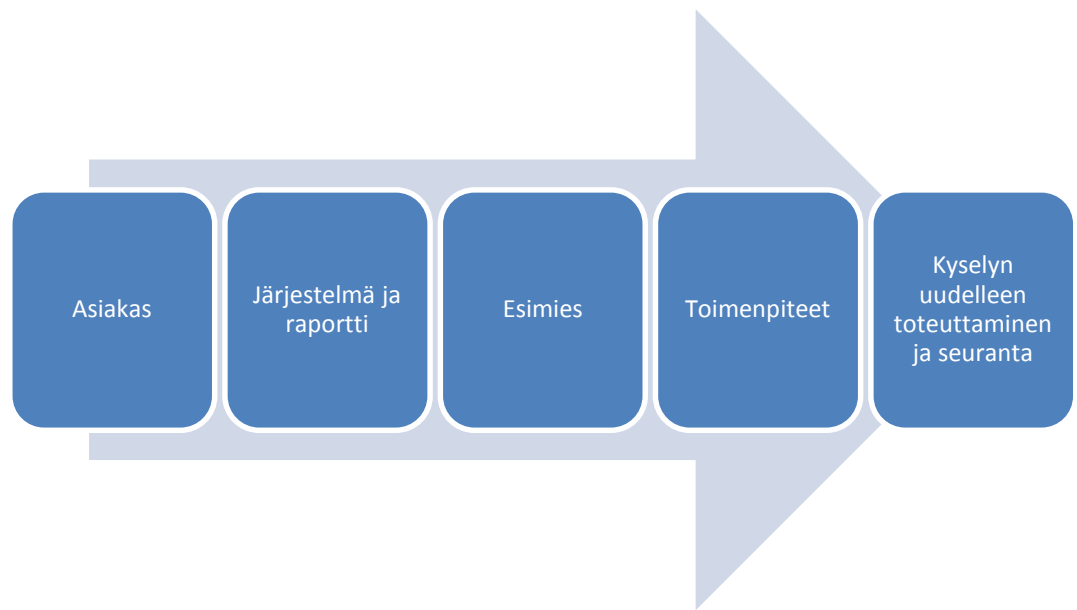 Asiakas
Järjestelmä ja
raportti
Esimies
Toimenpiteet
Kyselyn
uudelleen
toteuttaminen
ja seuranta